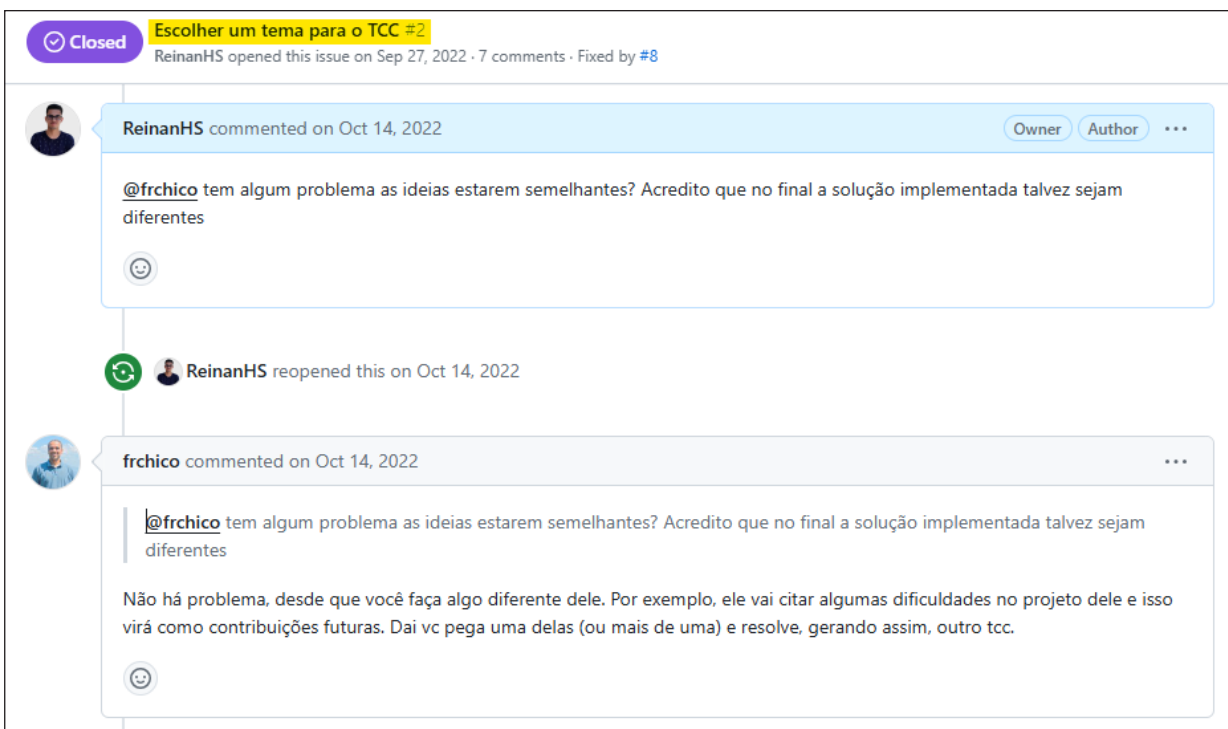 Closed
Escolher um tema para o TCC #2
ReinanHS opened this issue on Sep 27, 2022 · 7 comments · Fixed by #8
ReinanHS commented on Oct 14, 2022
Owner Author
@frchico tem algum problema as ideias estarem semelhantes? Acredito que no final a solução implementada talvez sejam
diferentes
ReinanHS reopened this on Oct 14, 2022
frchico commented on Oct 14, 2022
@frchico tem algum problema as ideias estarem semelhantes? Acredito que no final a solução implementada talvez sejam
diferentes
Não há problema, desde que você faça algo diferente dele. Por exemplo, ele vai citar algumas dificuldades no projeto dele e isso
virá como contribuições futuras. Dai vc pega uma delas (ou mais de uma) e resolve, gerando assim, outro tcc.